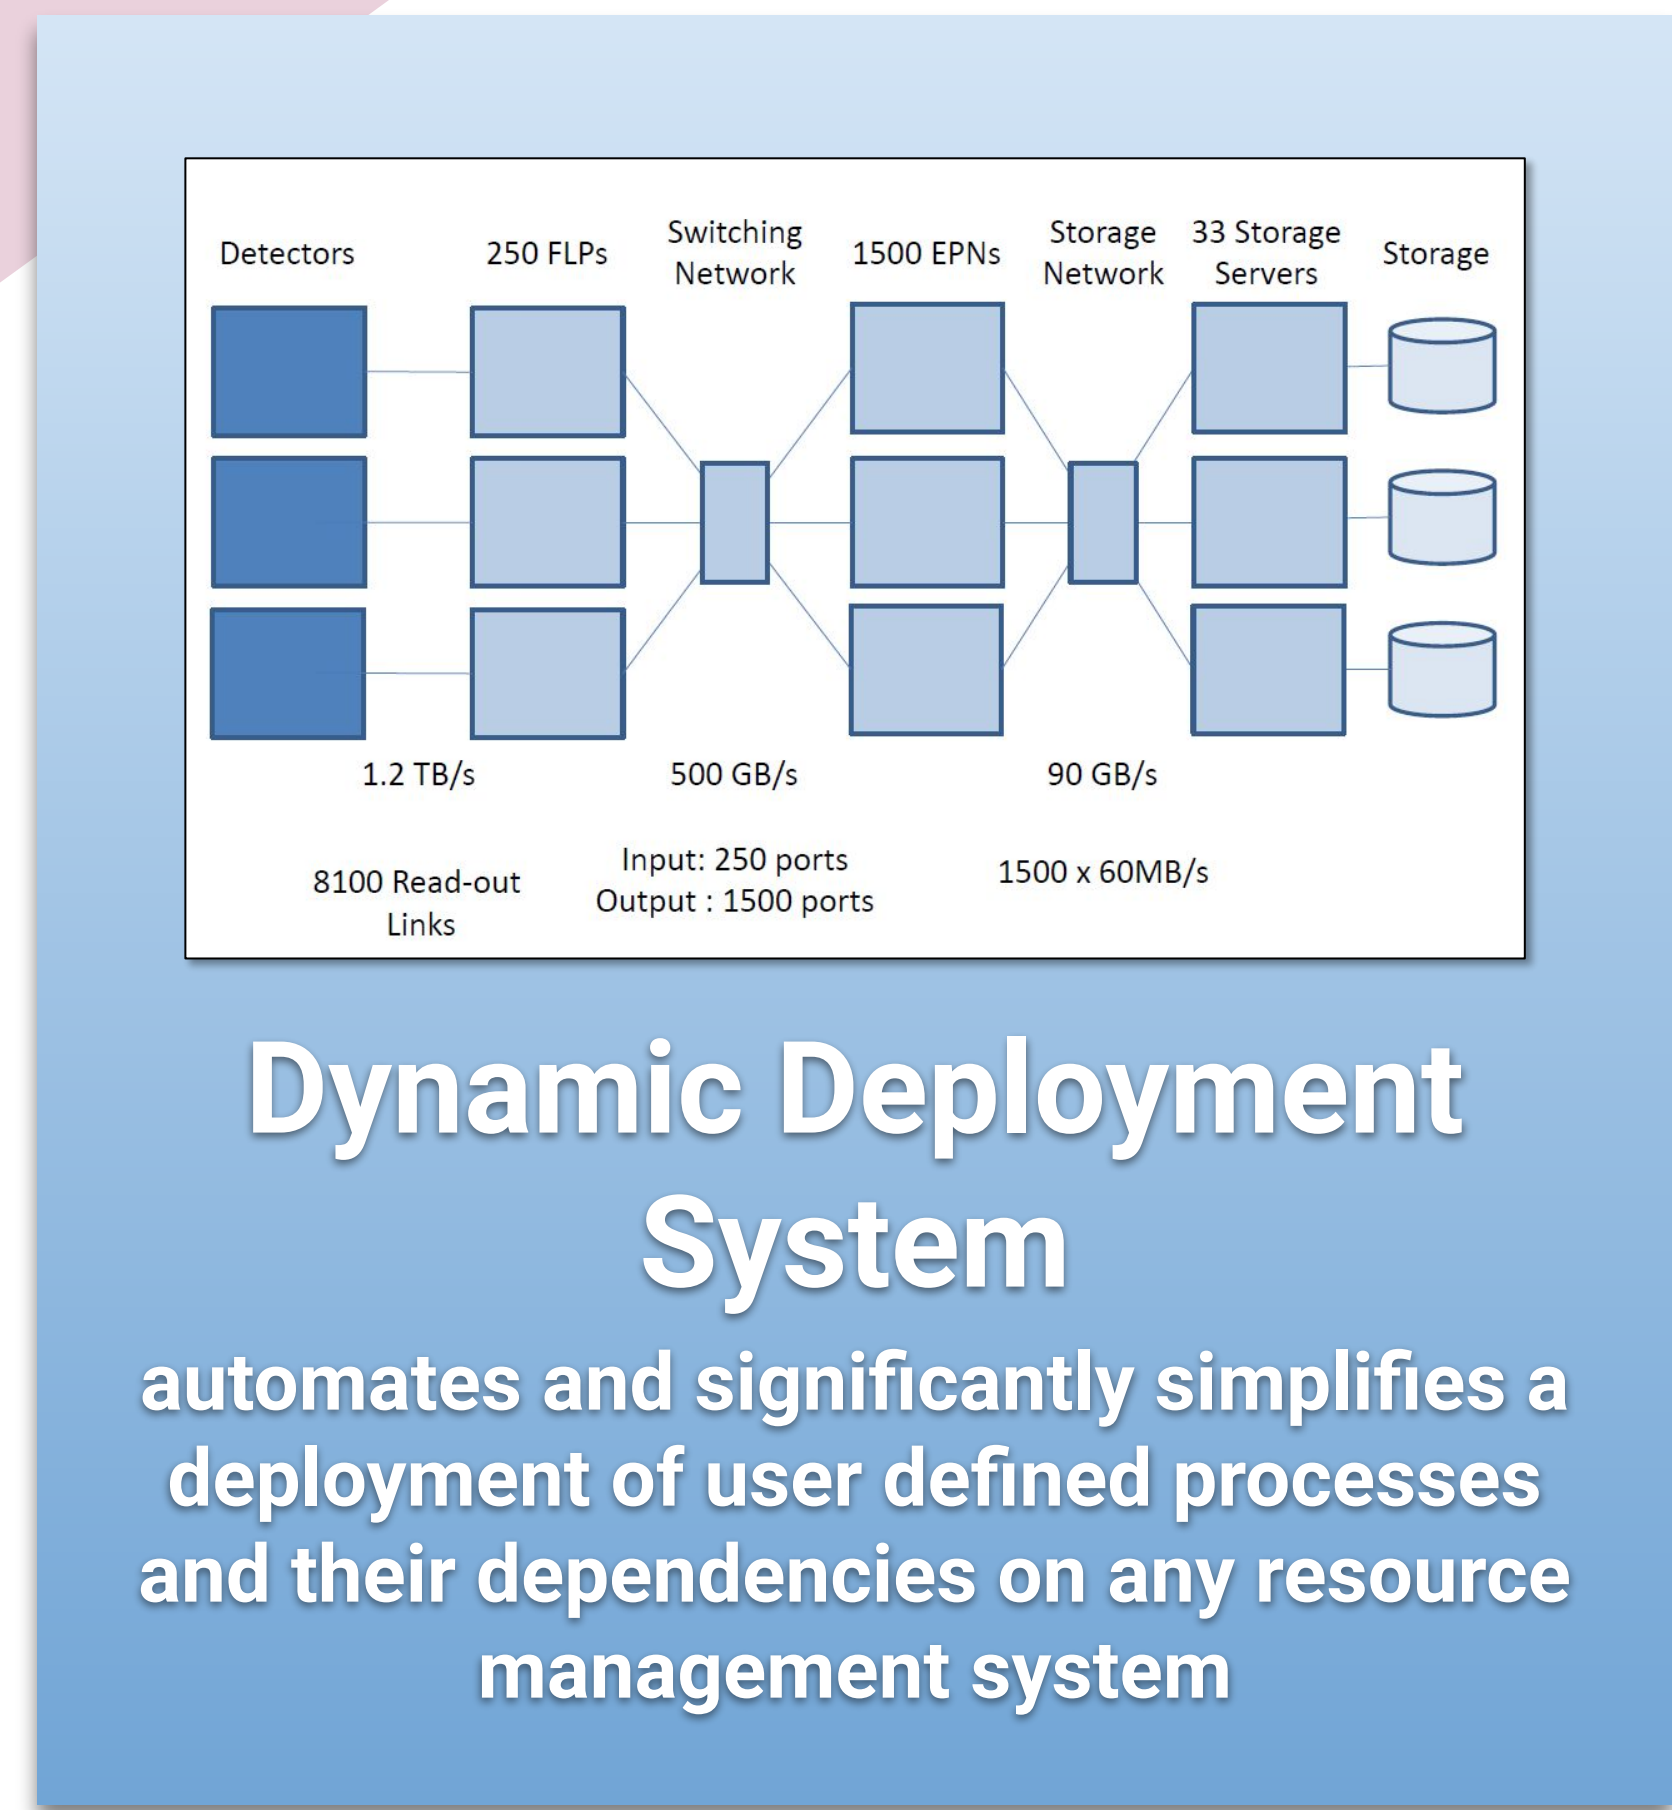 Detectors
250 FLPs
Switching
Network
1500 EPNs
Storage
Network
33 Storage
Servers
Storage
1.2 TB/s
500 GB/s
90 GB/s
8100 Read-out
Links
Input: 250 ports
Output : 1500 ports
1500 x 60MB/s
Dynamic Deployment
System
automates and significantly simplifies a
deployment of user defined processes
and their dependencies on any resource
management system